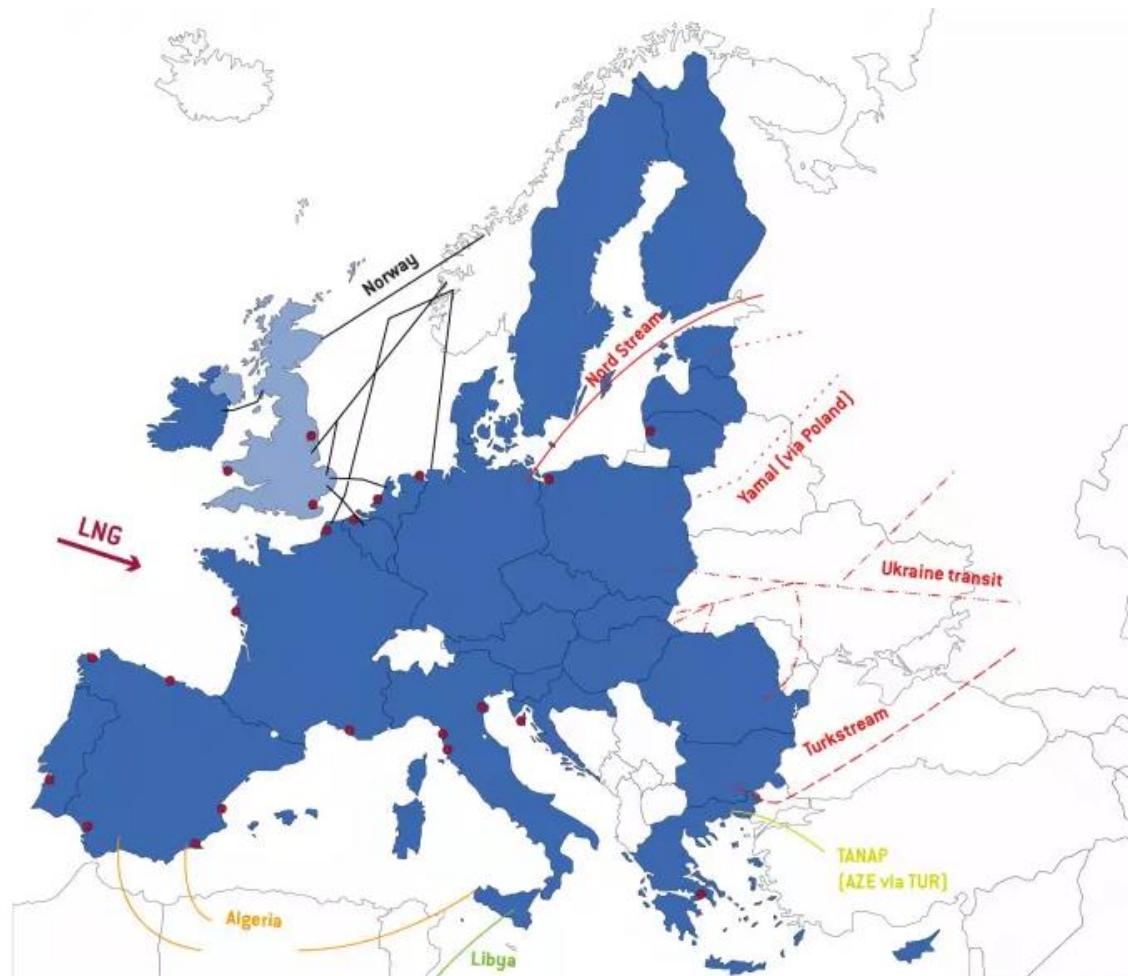 Norway
Nord Stream
Yamal (via Poland)
LNG
Ukraine transit
Turkstream
TANAP
(AZE via TUR)
Algeria
Libya